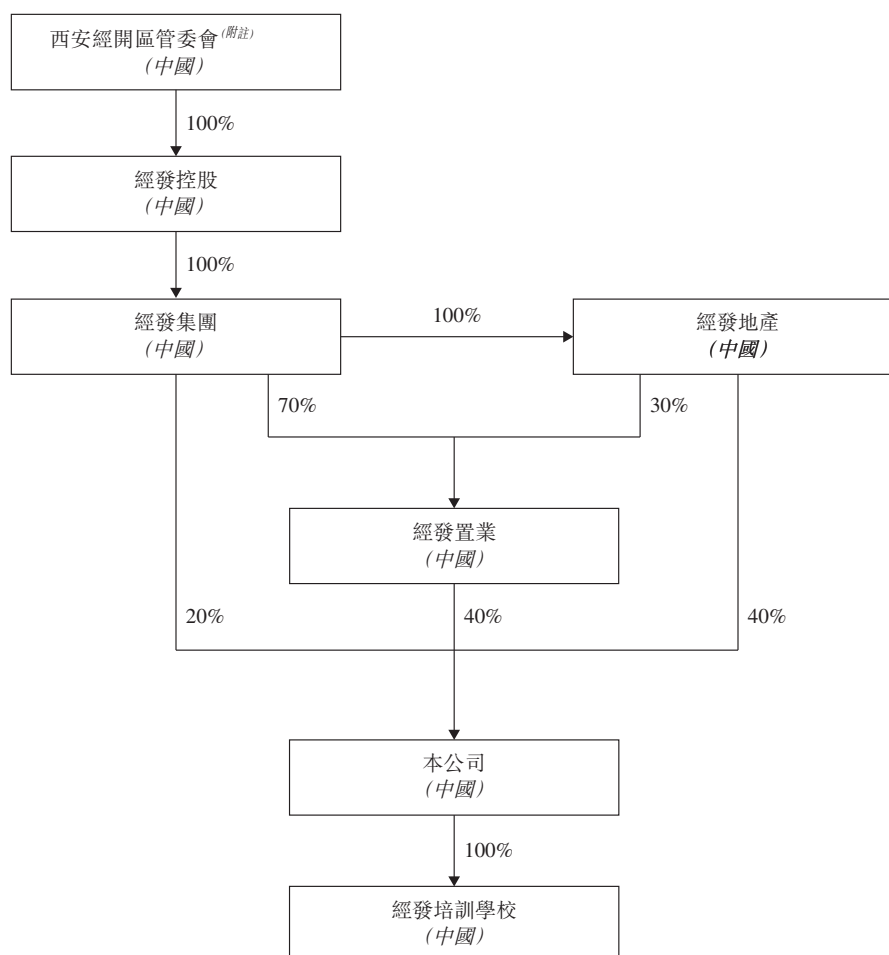 西安經開區管委會(附註)
（中國）
100%
經發控股
（中國）
100%
經發集團
（中國）
100%
經發地產
（中國）
70%
30%
經發置業
（中國）
20%
40%
40%
本公司
（中國）
100%
經發培訓學校
（中國）